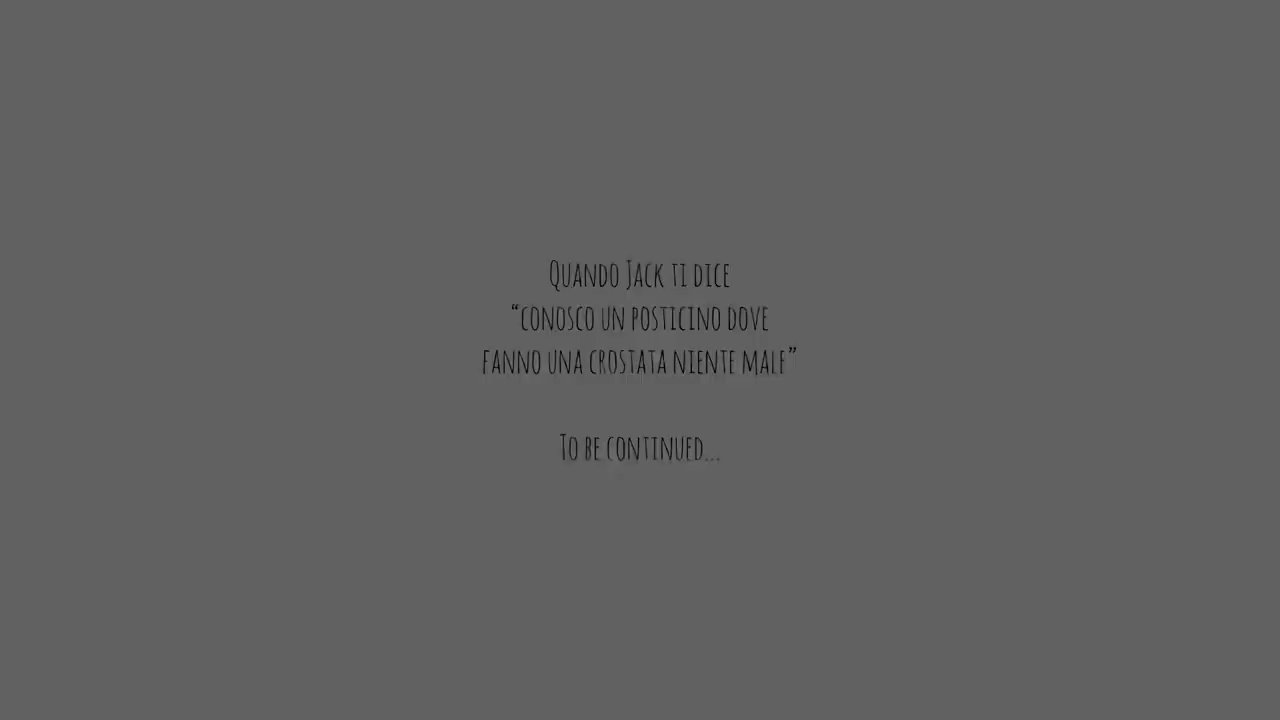 Quando Jack ti dice
“conosco un posticino dove
fanno una crostata niente male”
To be continued...